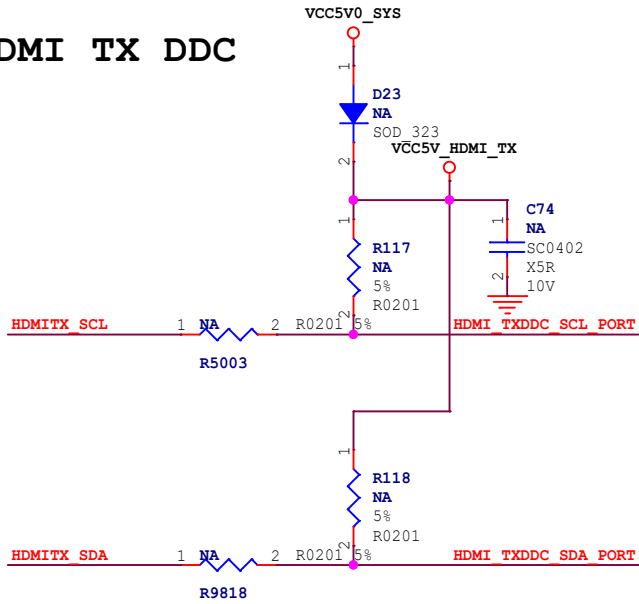 VCC5V0_SYS
DMI TX DDC
1
D23
NA
SOD_323
2
VCC5V_HDMI_TX
1
R117
NA
5%
R0201
2
1
C74
NA
SC0402
X5R
10V
2
HDMITX_SCL
1 NA 2 R0201 5%
HDMI_TXDDC_SCL_PORT
R5003
1
R118
NA
5%
R0201
2
HDMITX_SDA
1 NA 2 R0201 5%
HDMI_TXDDC_SDA_PORT
R9818